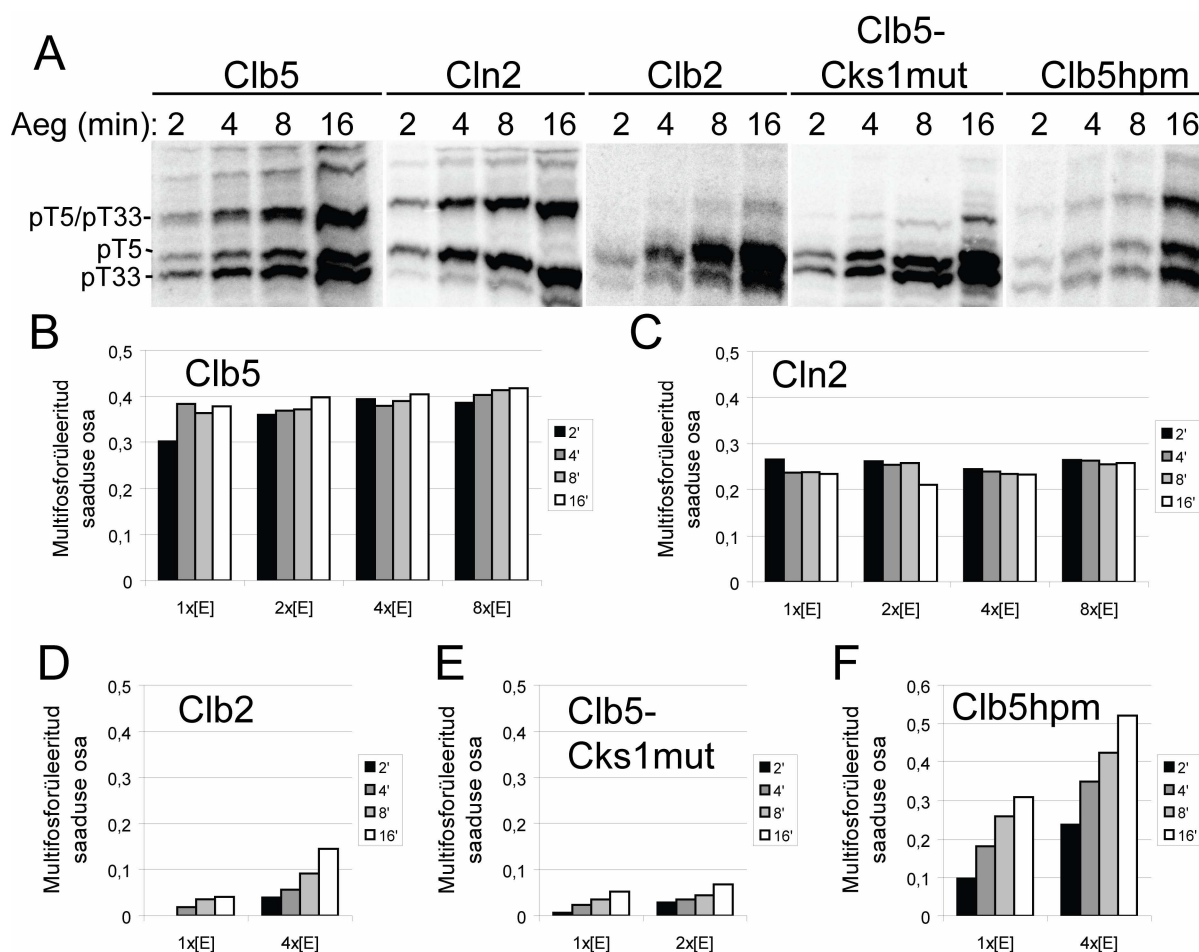 A
Clb5
Cln2
Clb2
Clb5-
Cks1mut
Clb5hpm
Aeg (min): 2 4 8 16 2 4 8 16 2 4 8 16 2 4 8 16 2 4 8 16
pT5/pT33-
pT5-
pT33-
B
Clb5
Multifosforüleeritud
saaduse osa
0,5
0,4
0,3
0,2
0,1
0
1x[E] 2x[E] 4x[E] 8x[E]
2'
4'
8'
16'
C
Cln2
Multifosforüleeritud
saaduse osa
0,5
0,4
0,3
0,2
0,1
0
1x[E] 2x[E] 4x[E] 8x[E]
2'
4'
8'
16'
D
Clb2
Multifosforüleeritud
saaduse osa
0,5
0,4
0,3
0,2
0,1
0
1x[E] 4x[E]
2'
4'
8'
16'
E
Clb5-
Cks1mut
Multifosforüleeritud
saaduse osa
0,5
0,4
0,3
0,2
0,1
0
1x[E] 2x[E]
2'
4'
8'
16'
F
Clb5hpm
Multifosforüleeritud
saaduse osa
0,6
0,5
0,4
0,3
0,2
0,1
0
1x[E] 4x[E]
2'
4'
8'
16'